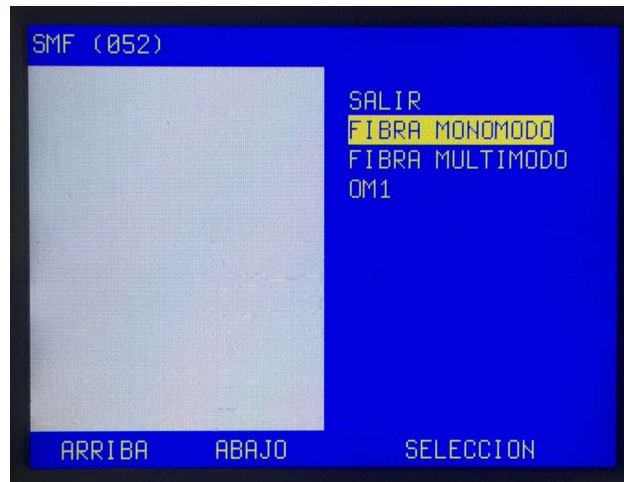 SMF (052)
SALIR
FIBRA MONOMODO
FIBRA MULTIMODO
OM1
ARRIBA ABAJO SELECCION